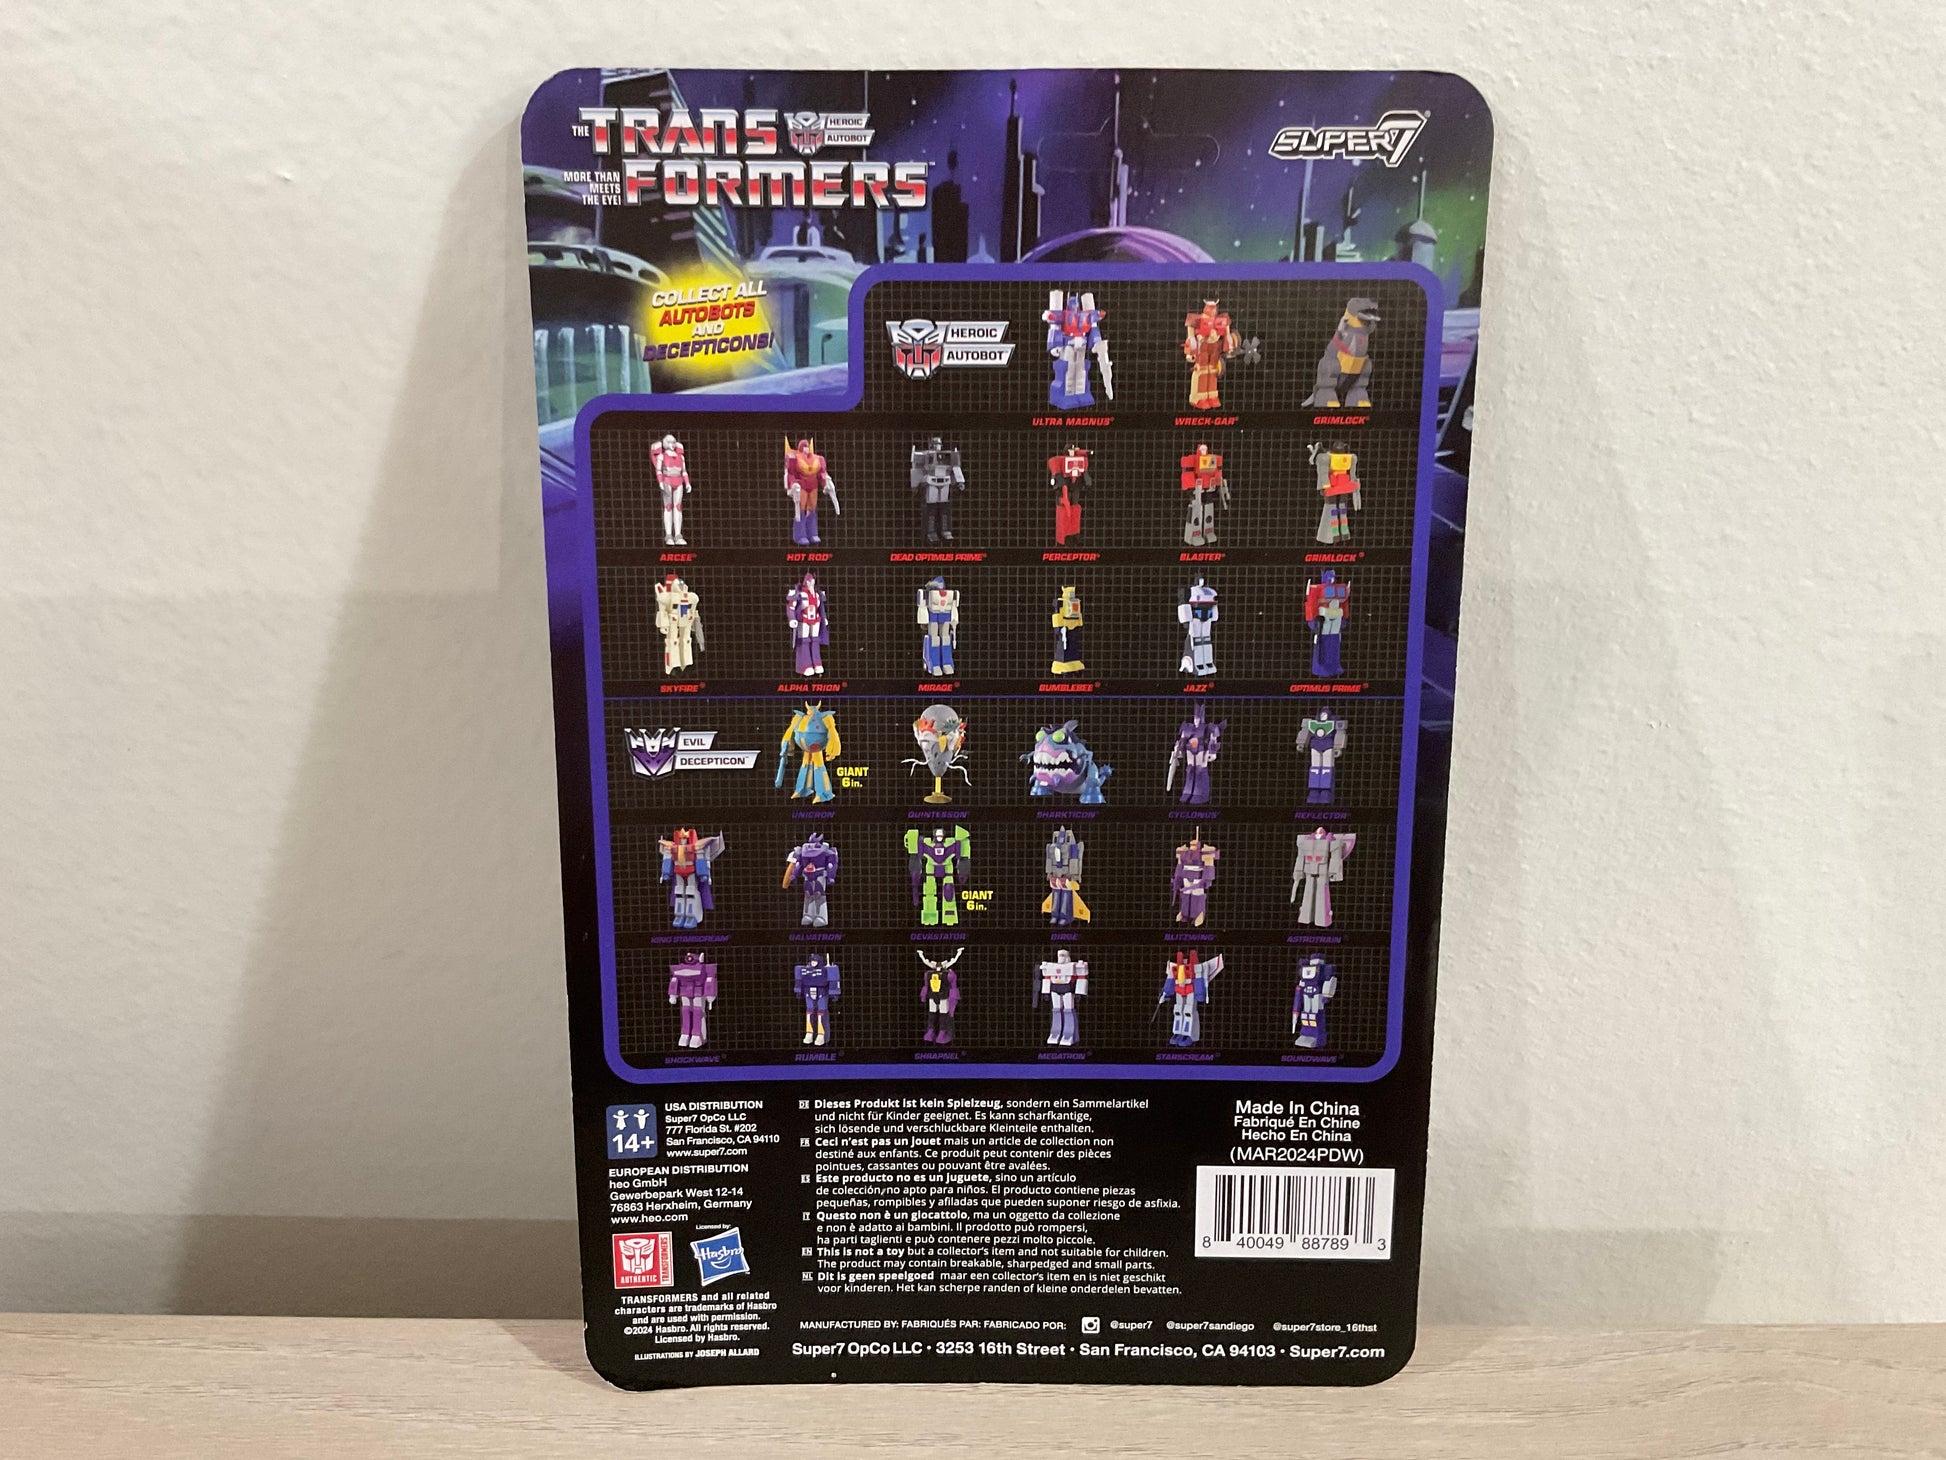 THE TRANS
HEROIC
AUTOBOT
MORE THAN
MEETS
THE EYE!
FORMERS™
SUPER7®
COLLECT ALL
AUTOBOTS
AND
DECEPTICONS!
HEROIC
AUTOBOT™
ULTRA MAGNUS® WRECK-GAR® GRIMLOCK®
ARCEE® HOT ROD® DEAD OPTIMUS PRIME® PERCEPTOR® BLASTER® GRIMLOCK®
SKYFIRE® ALPHA TRION® MIRAGE® BUMBLEBEE® JAZZ® OPTIMUS PRIME®
EVIL
DECEPTICON™
GIANT
6in.
UNICRON® QUINTESSON® SHARKTICON® CYCLONUS® REFLECTOR®
GIANT
6in.
KING STARSCREAM® GALVATRON® DEVASTATOR® DIRGE® BLITZWING® ASTROTRAIN®
SHOCKWAVE® RUMBLE® SHRAPNEL® MEGATRON® STARSCREAM® SOUNDWAVE®
14+
USA DISTRIBUTION
Super7 OpCo LLC
777 Florida St. #202
San Francisco, CA 94110
www.super7.com
EUROPEAN DISTRIBUTION
heo GmbH
Gewerbepark West 12-14
76863 Herxheim, Germany
www.heo.com
Licensed by:
AUTHENTIC
TRANSFORMERS
Hasbro
TRANSFORMERS and all related
characters are trademarks of Hasbro
and are used with permission.
©2024 Hasbro. All rights reserved.
Licensed by Hasbro.
ILLUSTRATIONS BY JOSEPH ALLARD
DE Dieses Produkt ist kein Spielzeug, sondern ein Sammelartikel
und nicht für Kinder geeignet. Es kann scharfkantige,
sich lösende und verschluckbare Kleinteile enthalten.
FR Ceci n'est pas un Jouet mais un article de collection non
destiné aux enfants. Ce produit peut contenir des pièces
pointues, cassantes ou pouvant être avalées.
ES Este producto no es un Juguete, sino un artículo
de colección,no apto para niños. El producto contiene piezas
pequeñas, rompibles y afiladas que pueden suponer riesgo de asfixia.
IT Questo non è un giocattolo, ma un oggetto da collezione
e non è adatto ai bambini. Il prodotto può rompersi,
ha parti taglienti e può contenere pezzi molto piccole.
EN This is not a toy but a collector's item and not suitable for children.
The product may contain breakable, sharpedged and small parts.
NL Dit is geen speelgoed maar een collector's item en is niet geschikt
voor kinderen. Het kan scherpe randen of kleine onderdelen bevatten.
Made In China
Fabriqué En Chine
Hecho En China
(MAR2024PDW)
8 40049 88789 3
MANUFACTURED BY: FABRIQUÉS PAR: FABRICADO POR: @super7 @super7sandiego @super7store_16thst
Super7 OpCo LLC • 3253 16th Street • San Francisco, CA 94103 • Super7.com